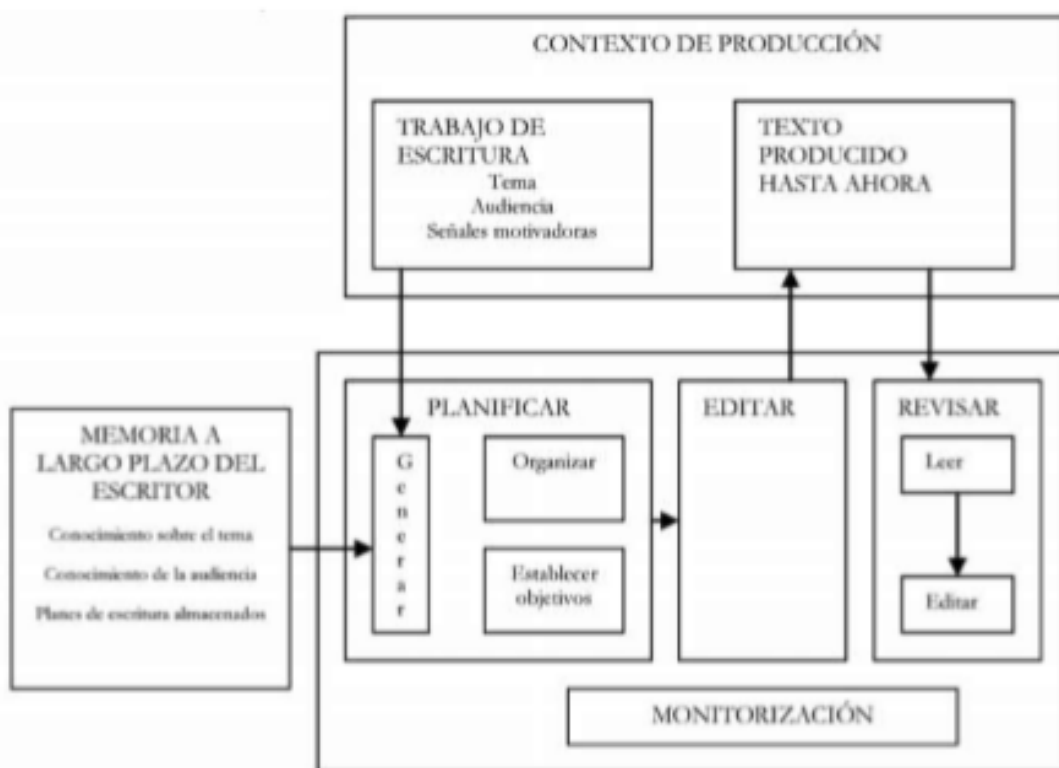 CONTEXTO DE PRODUCCIÓN
TRABAJO DE
ESCRITURA
Tema
Audiencia
Señales motivadoras
TEXTO
PRODUCIDO
HASTA AHORA
MEMORIA A
LARGO PLAZO DEL
ESCRITOR
Conocimiento sobre el tema
Conocimiento de la audiencia
Planes de escritura almacenados
PLANIFICAR
Generar
Organizar
Establecer
objetivos
EDITAR
REVISAR
Leer
Editar
MONITORIZACIÓN